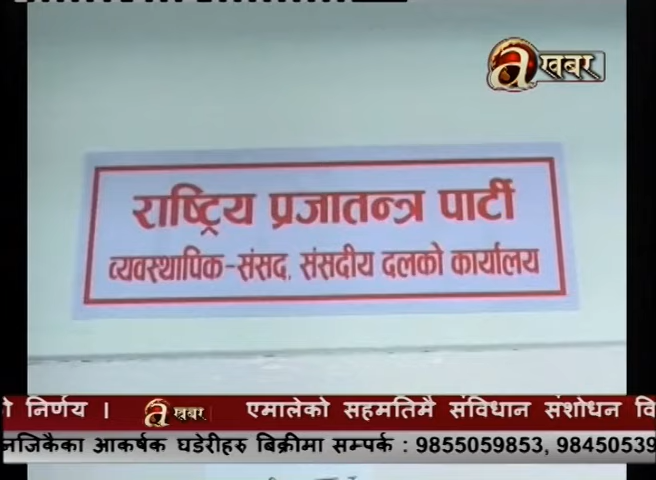 a खबर
राष्ट्रिय प्रजातन्त्र पार्टी
व्यवस्थापिक-संसद, संसदीय दलको कार्यालय
निर्णय । a खबर एमालेको सहमतिमै संविधान संशोधन
आकर्षक घडेरीहरु बिक्रीमा सम्पर्क : 9855059853,